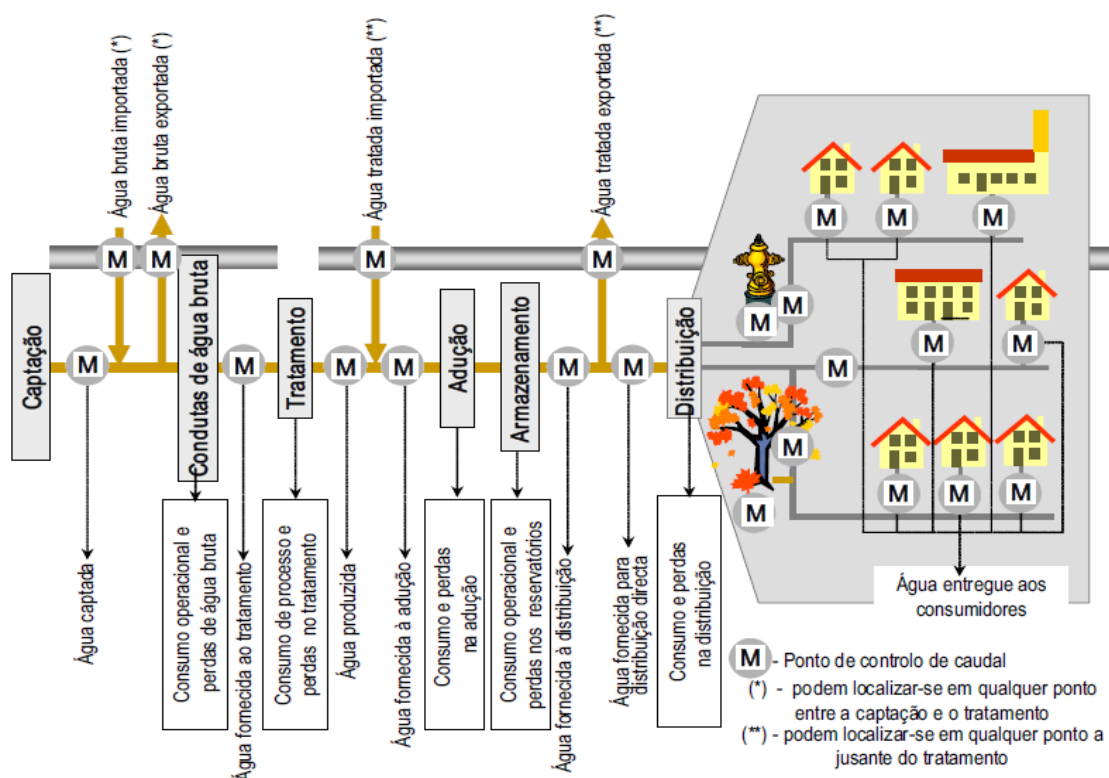 Água bruta importada (*)
Água bruta exportada (*)
Água tratada importada (**)
Água tratada exportada (**)
M
M
M
M
Captação
M
Condutas de água bruta
M
Tratamento
M
M
Adução
Armazenamento
M
M
Distribuição
M
M
M
M
M
M
M
M
M
M
M
M
M
M
Água captada
Consumo operacional e
perdas de água bruta
Água fornecida ao tratamento
Consumo de processo e
perdas no tratamento
Água produzida
Água fornecida à adução
Consumo e perdas
na adução
Consumo operacional e
perdas nos reservatórios
Água fornecida à distribuição
Água fornecida para
distribuição directa
Consumo e perdas
na distribuição
Água entregue aos
consumidores
M - Ponto de controlo de caudal
(*) - podem localizar-se em qualquer ponto
entre a captação e o tratamento
(**) - podem localizar-se em qualquer ponto a
jusante do tratamento